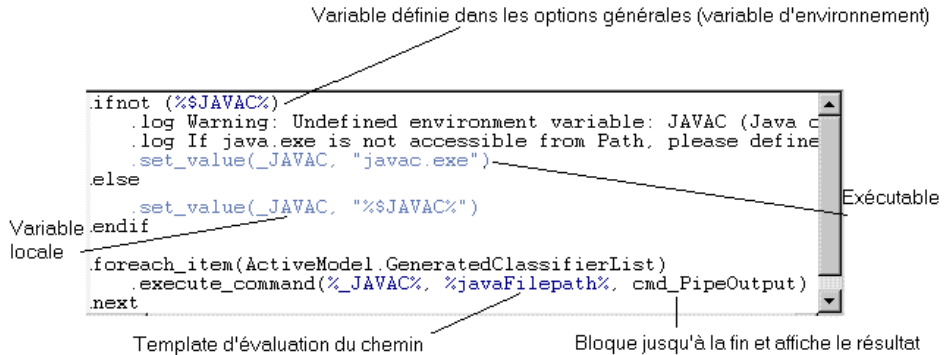 Variable définie dans les options générales (variable d'environnement)
.ifnot (%$JAVAC%)
.log Warning: Undefined environment variable: JAVAC (Java c
.log If java.exe is not accessible from Path, please define
.set_value(_JAVAC, "javac.exe")
.else
.set_value(_JAVAC, "%$JAVAC%")
.endif
.foreach_item(ActiveModel.GeneratedClassifierList)
.execute_command(%_JAVAC%, %javaFilepath%, cmd_PipeOutput)
.next
Exécutable
Variable
locale
Template d'évaluation du chemin
Bloque jusqu'à la fin et affiche le résultat